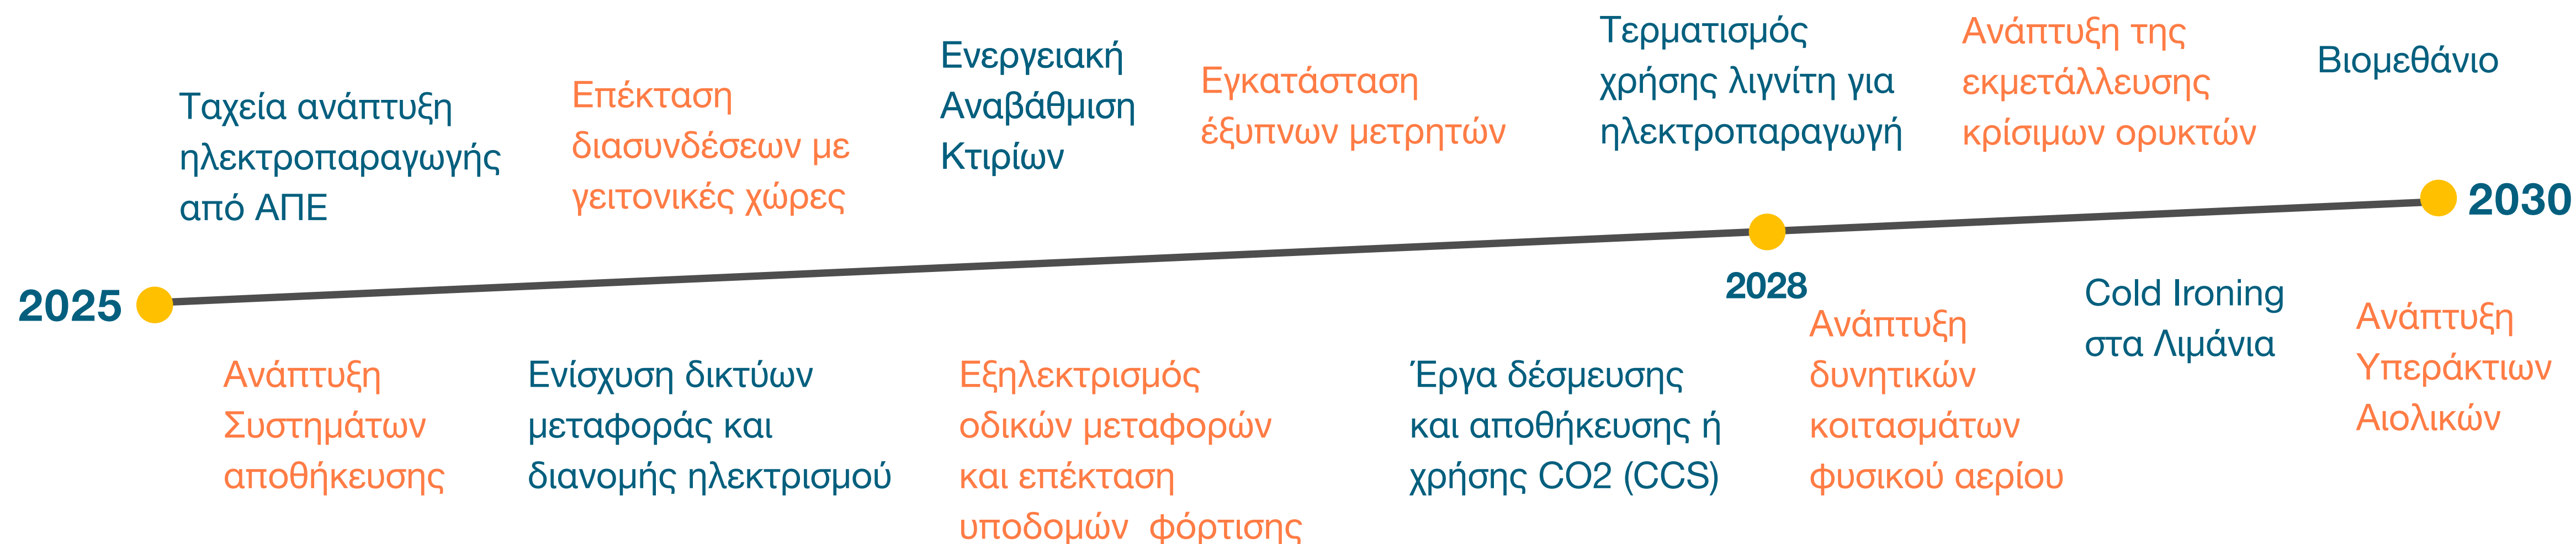 Ταχεία ανάπτυξη
ηλεκτροπαραγωγής
από ΑΠΕ
Επέκταση
διασυνδέσεων με
γειτονικές χώρες
Ενεργειακή
Αναβάθμιση
Κτιρίων
Εγκατάσταση
έξυπνων μετρητών
Τερματισμός
χρήσης λιγνίτη για
ηλεκτροπαραγωγή
Ανάπτυξη της
εκμετάλλευσης
κρίσιμων ορυκτών
Βιομεθάνιο
2025
2028
2030
Ανάπτυξη
Συστημάτων
αποθήκευσης
Ενίσχυση δικτύων
μεταφοράς και
διανομής ηλεκτρισμού
Εξηλεκτρισμός
οδικών μεταφορών
και επέκταση
υποδομών φόρτισης
Έργα δέσμευσης
και αποθήκευσης ή
χρήσης CO2 (CCS)
Ανάπτυξη
δυνητικών
κοιτασμάτων
φυσικού αερίου
Cold Ironing
στα Λιμάνια
Ανάπτυξη
Υπεράκτιων
Αιολικών